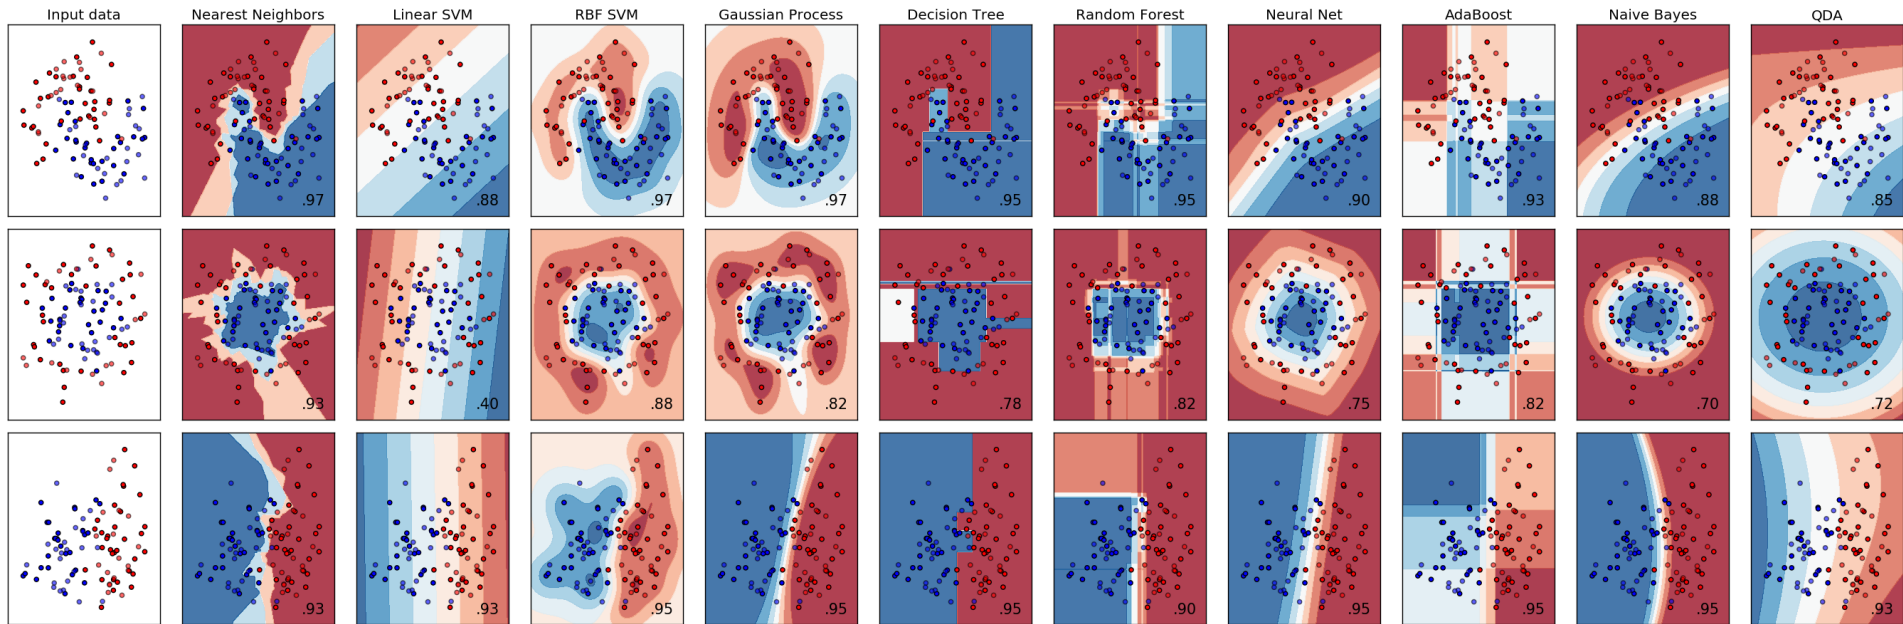 Input data Nearest Neighbors Linear SVM RBF SVM Gaussian Process Decision Tree Random Forest Neural Net AdaBoost Naive Bayes QDA
.97 .88 .97 .97 .95 .95 .90 .93 .88 .85
.93 .40 .88 .82 .78 .82 .75 .82 .70 .72
.93 .93 .95 .95 .95 .90 .95 .95 .95 .93